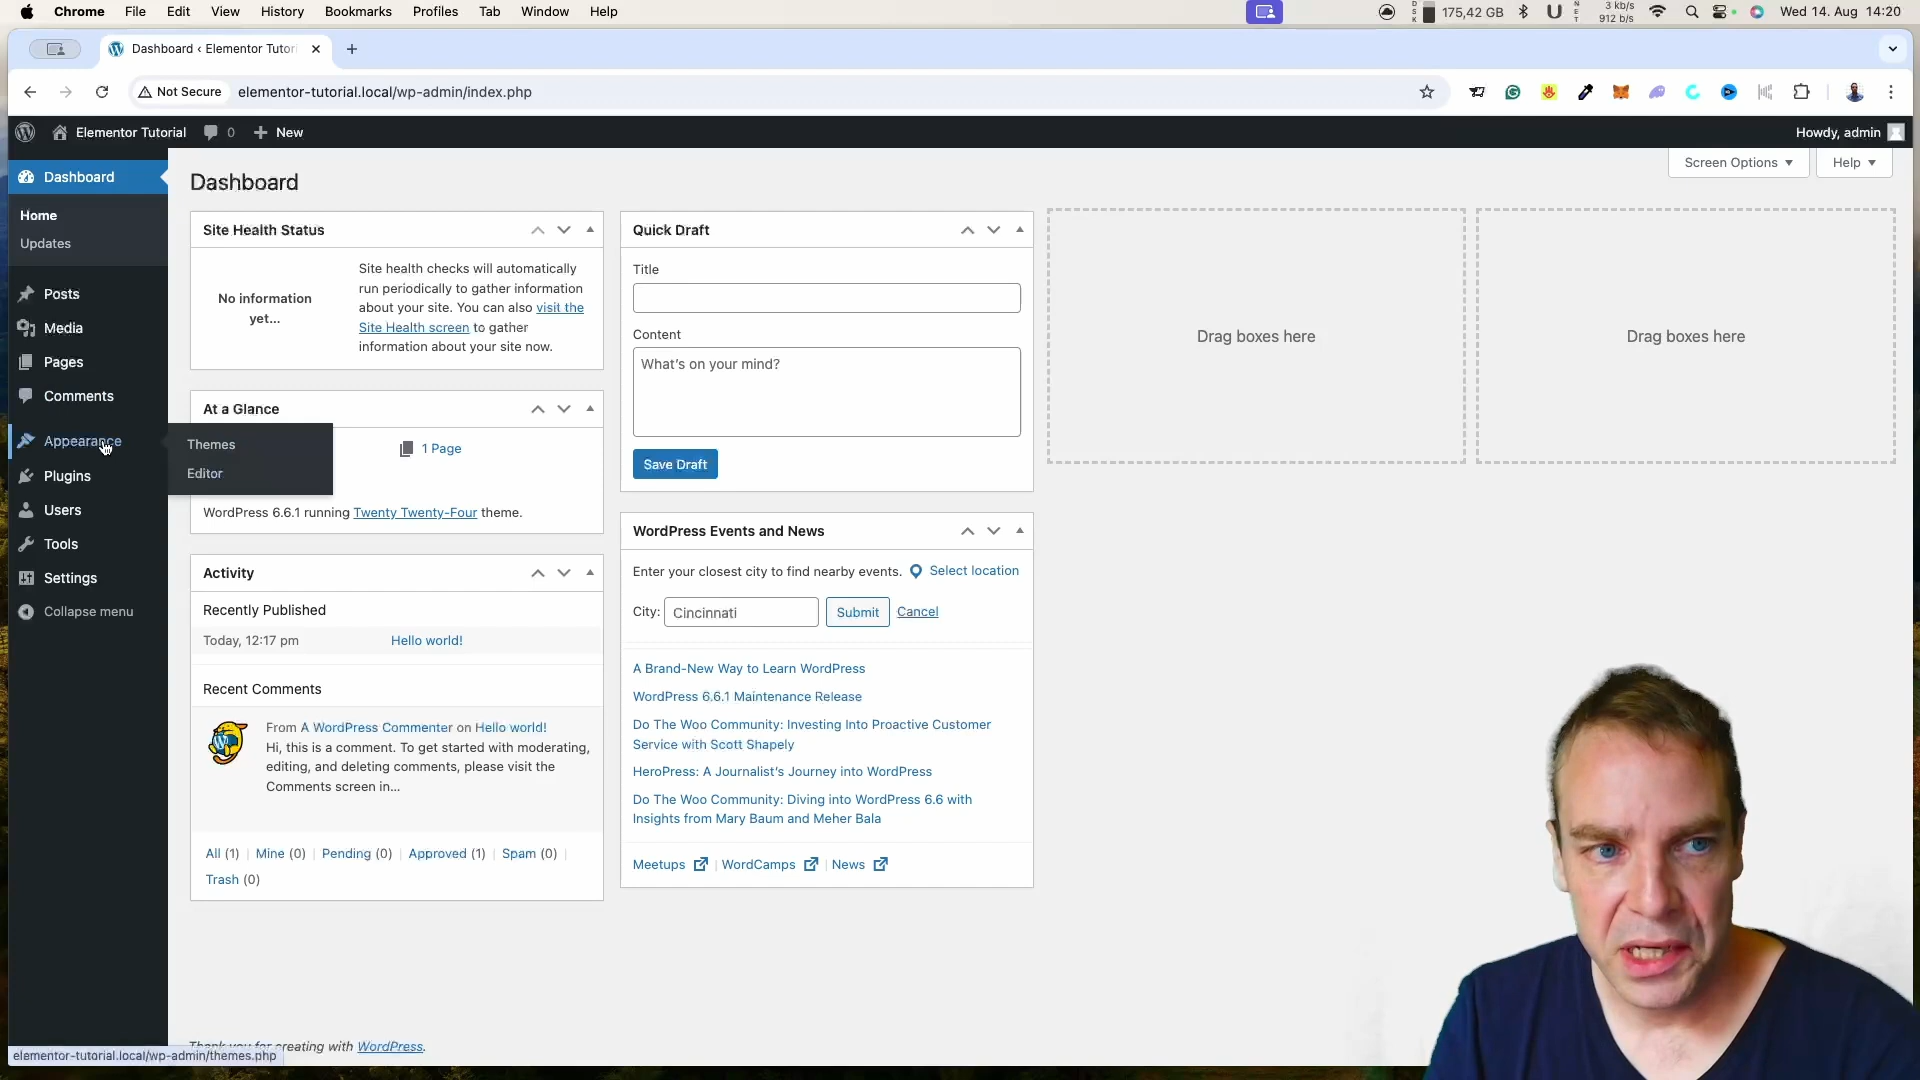 Chrome File Edit View History Bookmarks Profiles Tab Window Help
175,42 GB
3 kb/s
912 b/s
Wed 14. Aug 14:20
Dashboard ‹ Elementor Tutori
Not Secure
elementor-tutorial.local/wp-admin/index.php
Elementor Tutorial
0
New
Howdy, admin
Dashboard
Home
Updates
Posts
Media
Pages
Comments
Appearance
Themes
Editor
Plugins
Users
Tools
Settings
Collapse menu
Screen Options
Help
Dashboard
Site Health Status
No information
yet...
Site health checks will automatically
run periodically to gather information
about your site. You can also visit the
Site Health screen to gather
information about your site now.
At a Glance
1 Page
WordPress 6.6.1 running Twenty Twenty-Four theme.
Activity
Recently Published
Today, 12:17 pm
Hello world!
Recent Comments
From A WordPress Commenter on Hello world!
Hi, this is a comment. To get started with moderating,
editing, and deleting comments, please visit the
Comments screen in...
All (1) | Mine (0) | Pending (0) | Approved (1) | Spam (0) |
Trash (0)
Quick Draft
Title
Content
What's on your mind?
Save Draft
WordPress Events and News
Enter your closest city to find nearby events. Select location
City: Cincinnati Submit Cancel
A Brand-New Way to Learn WordPress
WordPress 6.6.1 Maintenance Release
Do The Woo Community: Investing Into Proactive Customer
Service with Scott Shapely
HeroPress: A Journalist's Journey into WordPress
Do The Woo Community: Diving into WordPress 6.6 with
Insights from Mary Baum and Meher Bala
Meetups | WordCamps | News
Drag boxes here
Drag boxes here
Thank you for creating with WordPress.
elementor-tutorial.local/wp-admin/themes.php